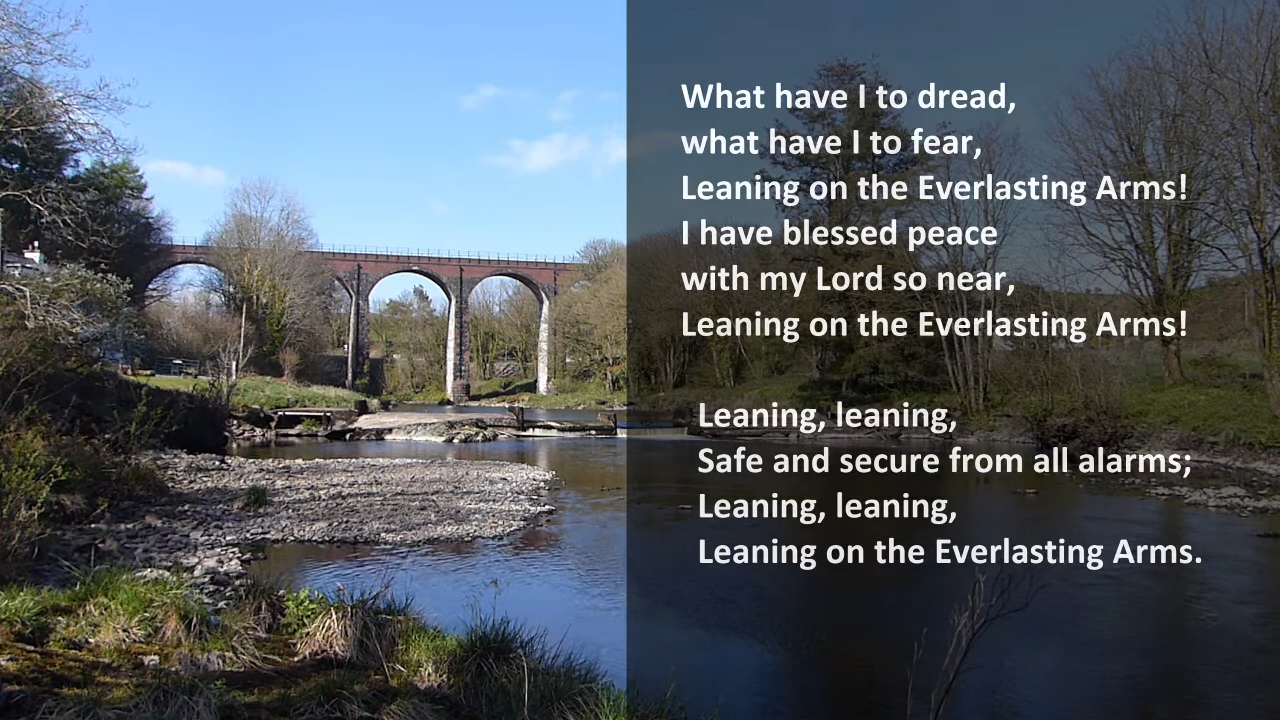 What have I to dread,
what have I to fear,
Leaning on the Everlasting Arms!
I have blessed peace
with my Lord so near,
Leaning on the Everlasting Arms!
Leaning, leaning,
Safe and secure from all alarms;
Leaning, leaning,
Leaning on the Everlasting Arms.